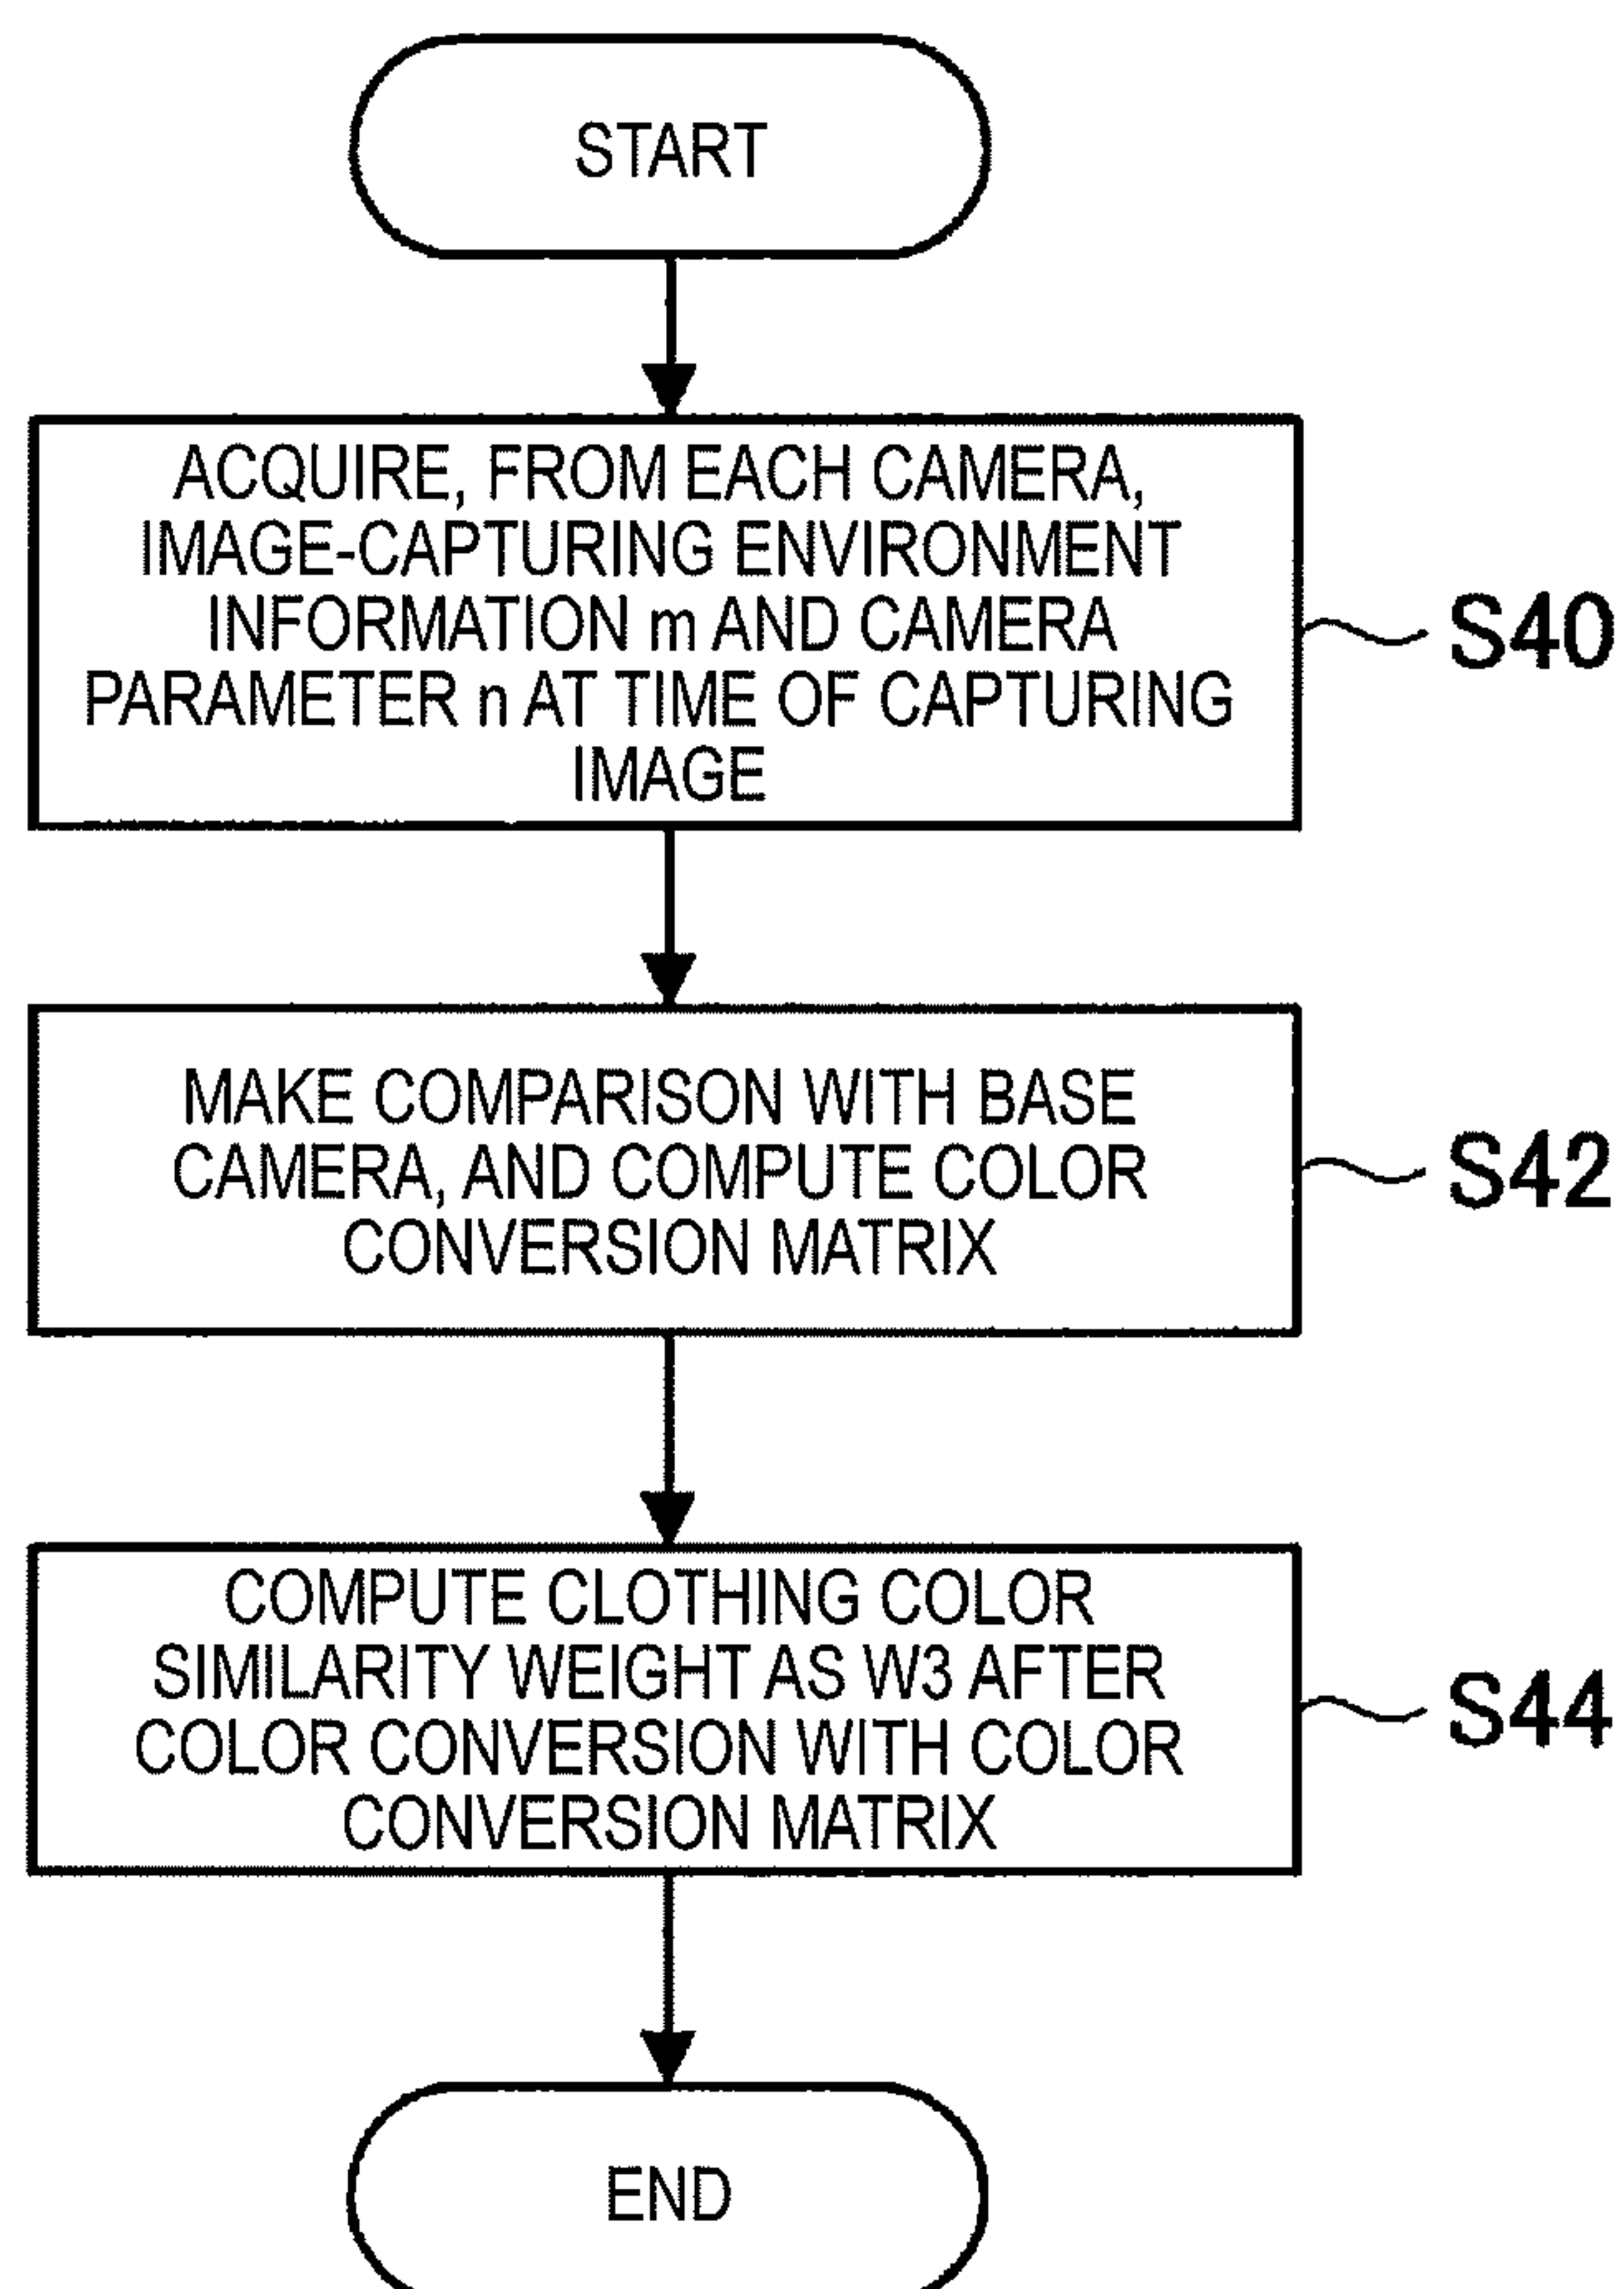 START
ACQUIRE, FROM EACH CAMERA,
IMAGE-CAPTURING ENVIRONMENT
INFORMATION m AND CAMERA
PARAMETER n AT TIME OF CAPTURING
IMAGE
S40
MAKE COMPARISON WITH BASE
CAMERA, AND COMPUTE COLOR
CONVERSION MATRIX
S42
COMPUTE CLOTHING COLOR
SIMILARITY WEIGHT AS W3 AFTER
COLOR CONVERSION WITH COLOR
CONVERSION MATRIX
S44
END